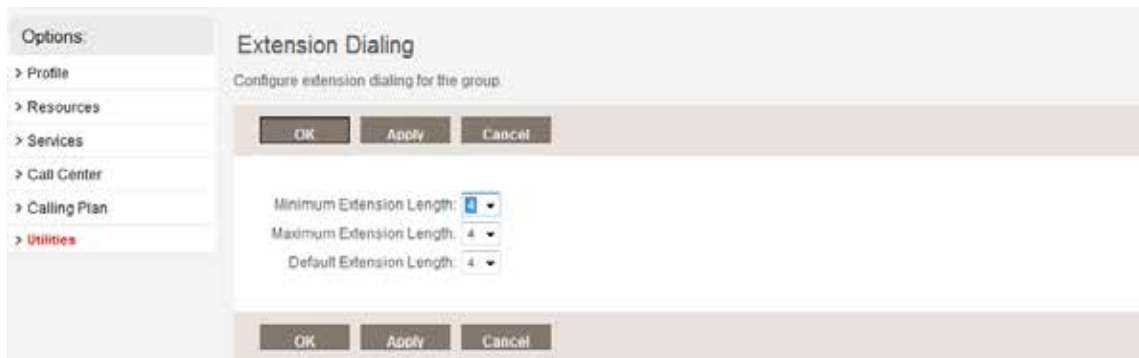 Options:
> Profile
> Resources
> Services
> Call Center
> Calling Plan
> Utilities
Extension Dialing
Configure extension dialing for the group.
OK Apply Cancel
Minimum Extension Length: 4
Maximum Extension Length: 4
Default Extension Length: 4
OK Apply Cancel